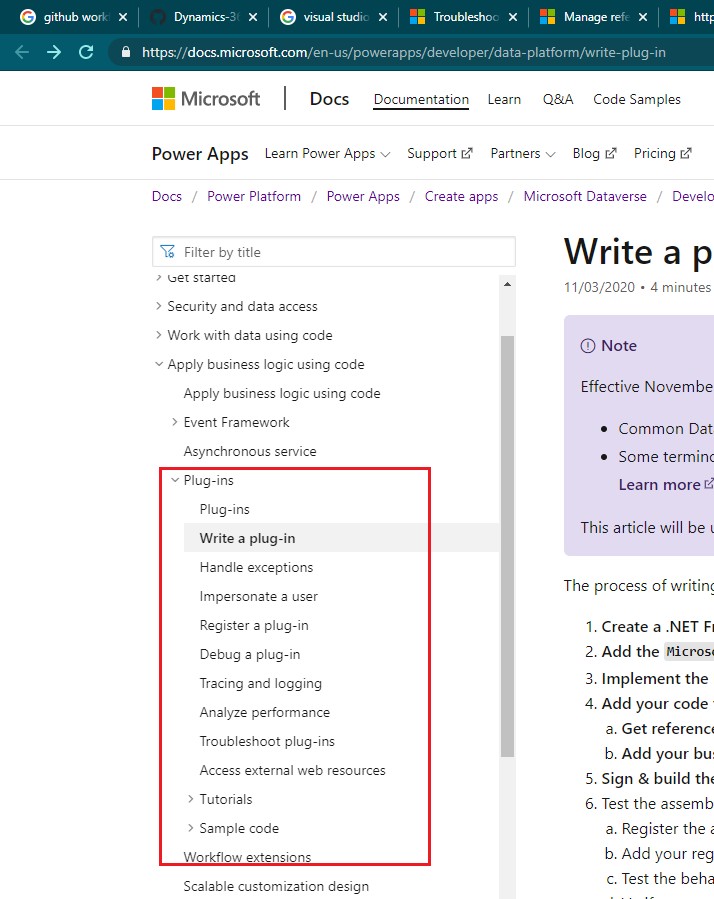 github work
Dynamics-36
visual studio
Troubleshoo
Manage refe
http
https://docs.microsoft.com/en-us/powerapps/developer/data-platform/write-plug-in
Microsoft
Docs
Documentation
Learn
Q&A
Code Samples
Power Apps
Learn Power Apps
Support
Partners
Blog
Pricing
Docs / Power Platform / Power Apps / Create apps / Microsoft Dataverse / Develo
Filter by title
Get started
Security and data access
Work with data using code
Apply business logic using code
Apply business logic using code
Event Framework
Asynchronous service
Plug-ins
Plug-ins
Write a plug-in
Handle exceptions
Impersonate a user
Register a plug-in
Debug a plug-in
Tracing and logging
Analyze performance
Troubleshoot plug-ins
Access external web resources
Tutorials
Sample code
Workflow extensions
Scalable customization design
Write a p
11/03/2020 • 4 minutes
Note
Effective Novembe
• Common Dat
• Some termino
Learn more
This article will be u
The process of writing
1. Create a .NET Fr
2. Add the Microso
3. Implement the
4. Add your code
a. Get reference
b. Add your bus
5. Sign & build the
6. Test the assemb
a. Register the a
b. Add your reg
c. Test the beha